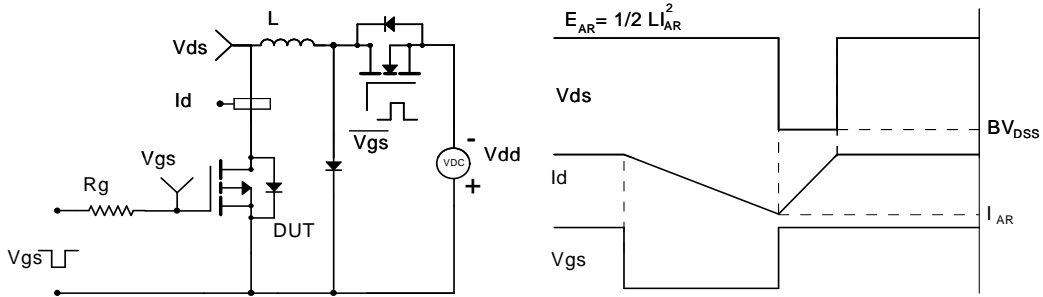 L
Vds
Id
Vgs
Vgs
Rg
DUT
Vgs
-
VDC
+
Vdd
E_AR = 1/2 LI_AR^2
Vds
BV_DSS
Id
I_AR
Vgs